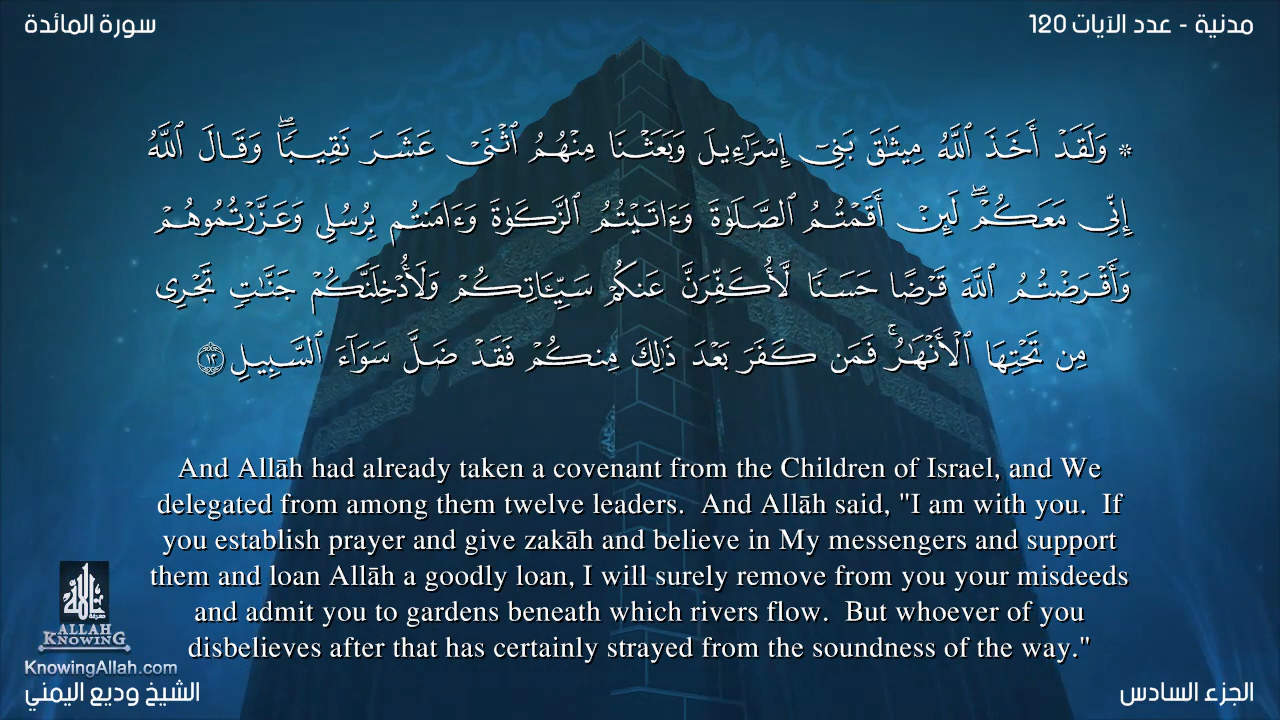 سورة المائدة
مدنية - عدد الآيات 120
۞ وَلَقَدْ أَخَذَ ٱللَّهُ مِيثَـٰقَ بَنِىٓ إِسْرَٰٓءِيلَ وَبَعَثْنَا مِنْهُمُ ٱثْنَىْ عَشَرَ نَقِيبًا ۖ وَقَالَ ٱللَّهُ
إِنِّى مَعَكُمْ ۖ لَئِنْ أَقَمْتُمُ ٱلصَّلَوٰةَ وَءَاتَيْتُمُ ٱلزَّكَوٰةَ وَءَامَنتُم بِرُسُلِى وَعَزَّرْتُمُوهُمْ
وَأَقْرَضْتُمُ ٱللَّهَ قَرْضًا حَسَنًا لَّأُكَفِّرَنَّ عَنكُمْ سَيِّـَٔاتِكُمْ وَلَأُدْخِلَنَّكُمْ جَنَّـٰتٍ تَجْرِى
مِن تَحْتِهَا ٱلْأَنْهَـٰرُ ۚ فَمَن كَفَرَ بَعْدَ ذَٰلِكَ مِنكُمْ فَقَدْ ضَلَّ سَوَآءَ ٱلسَّبِيلِ ١٢
And Allāh had already taken a covenant from the Children of Israel, and We
delegated from among them twelve leaders. And Allāh said, "I am with you. If
you establish prayer and give zakāh and believe in My messengers and support
them and loan Allāh a goodly loan, I will surely remove from you your misdeeds
and admit you to gardens beneath which rivers flow. But whoever of you
disbelieves after that has certainly strayed from the soundness of the way."
ALLAH
KNOWING
KnowingAllah.com
الشيخ وديع اليمني
الجزء السادس